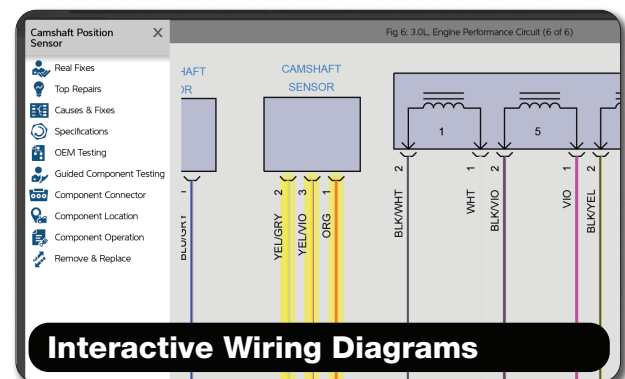 Camshaft Position
Sensor
X
Real Fixes
Top Repairs
Causes & Fixes
Specifications
OEM Testing
Guided Component Testing
Component Connector
Component Location
Component Operation
Remove & Replace
Fig 6: 3.0L, Engine Performance Circuit (6 of 6)
CAMSHAFT
SENSOR
1
5
1
2
3
1
2
1
2
1
2
BLU/GRY
YEL/GRY
YEL/VIO
ORG
BLK/WHT
WHT
BLK/VIO
VIO
BLK/YEL
Interactive Wiring Diagrams